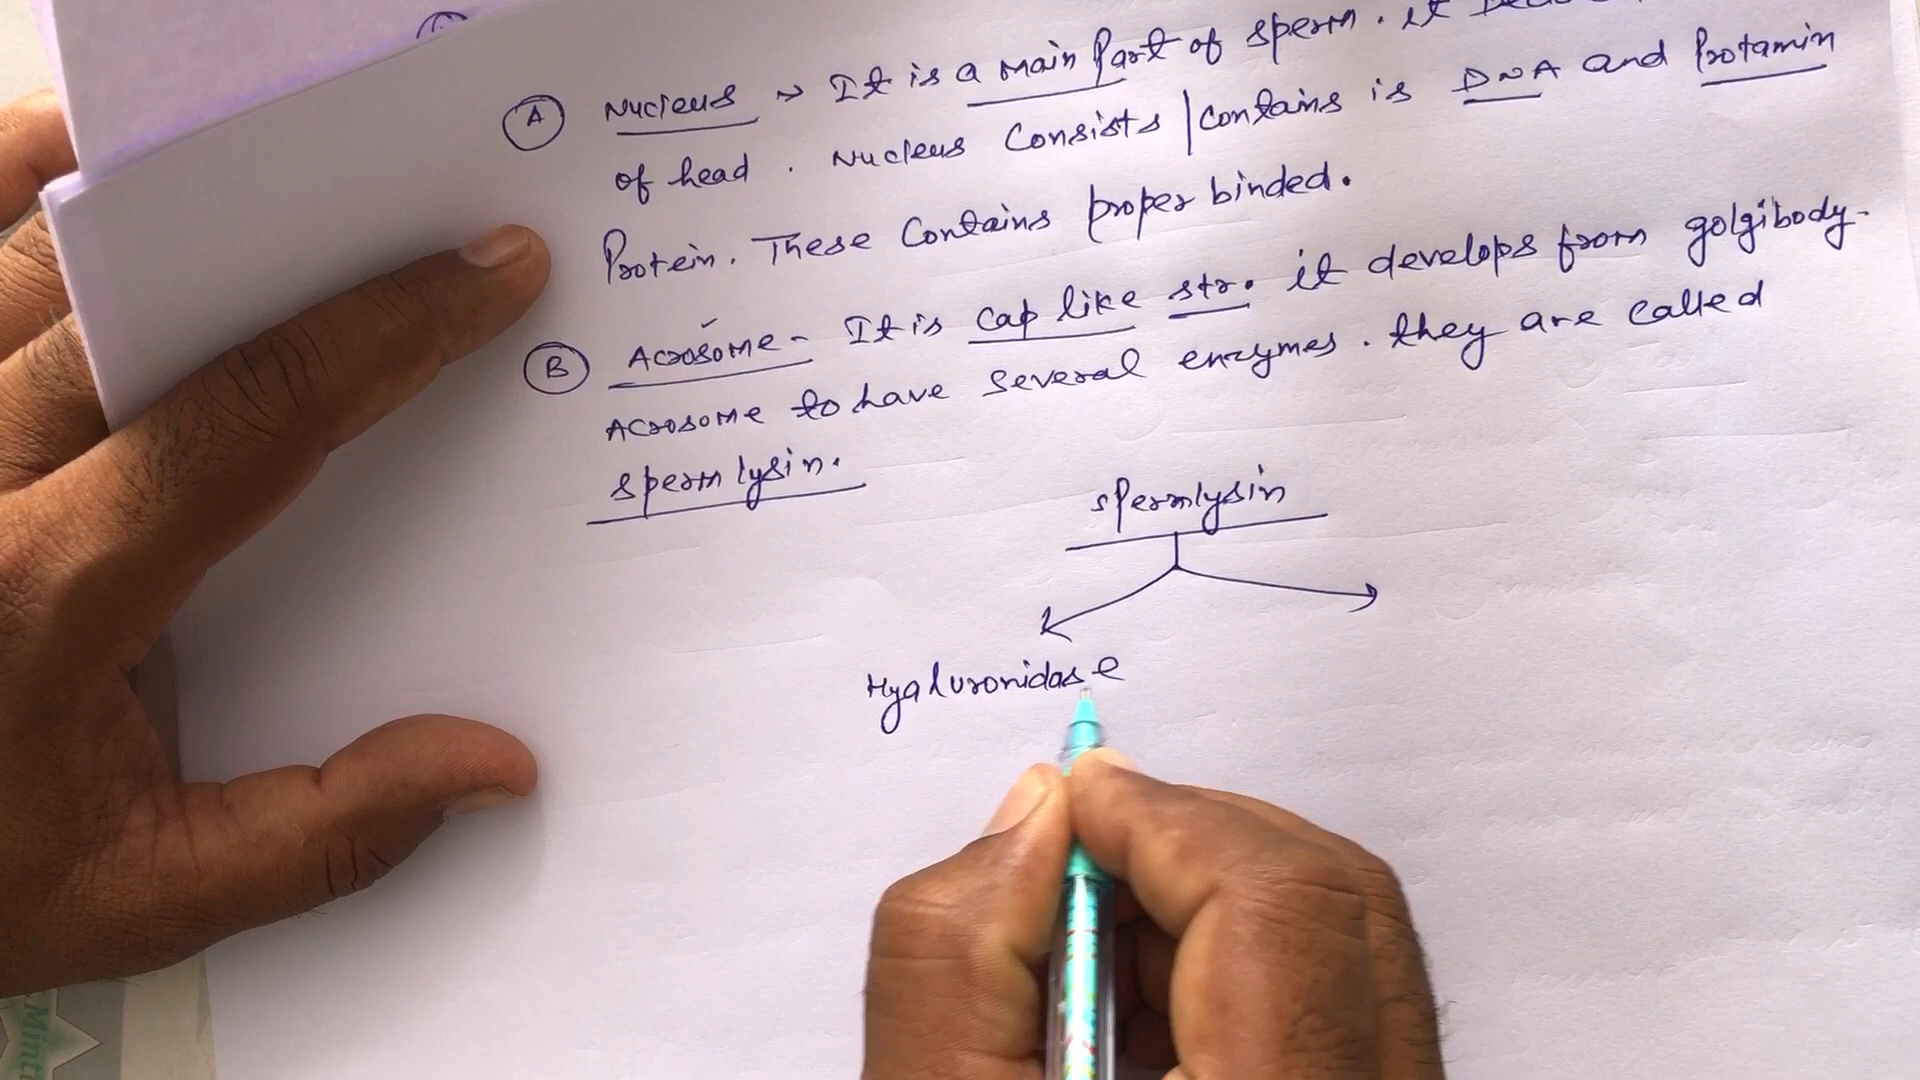 A Nucleus → It is a main Part of sperm. it
of head. Nucleus Consists / Contains is DNA and Protamin
Protein. These Contains proper binded.
B Acrosome - It is cap like str. it develops from golgibody.
Acrosome to have several enzymes. they are called
spermlysin.
spermlysin
Hyaluronidase
Mint